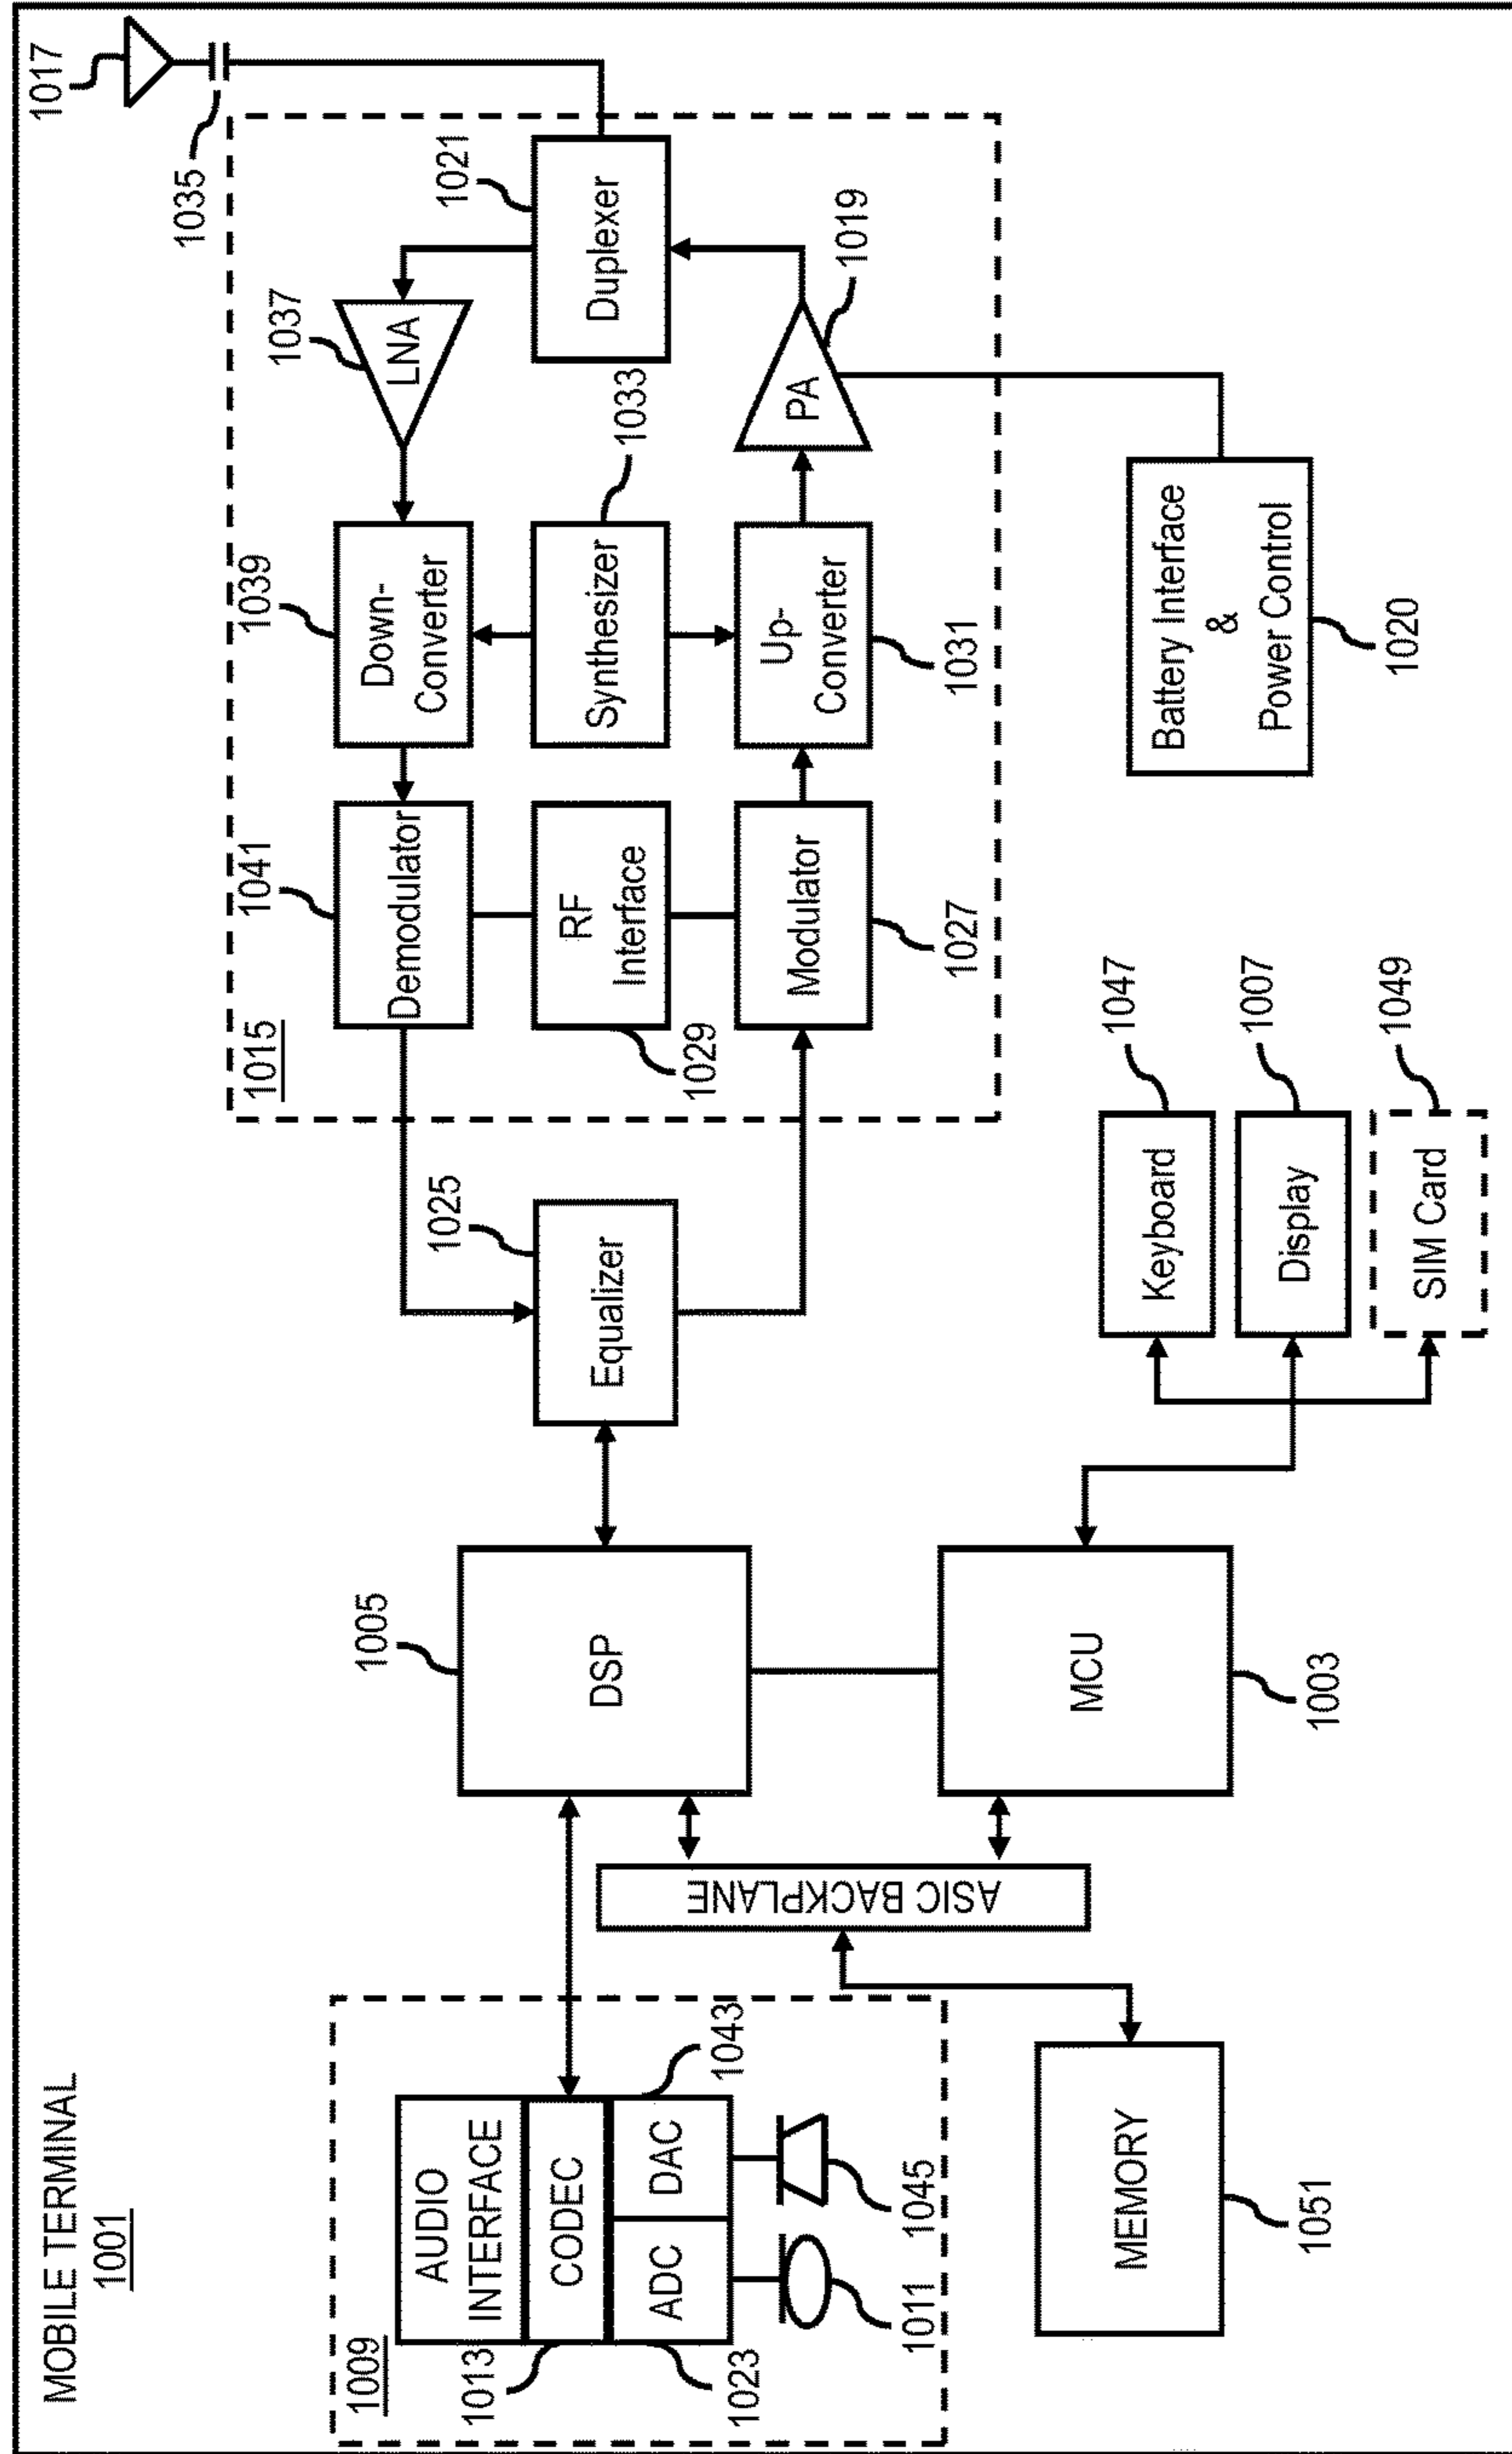 MOBILE TERMINAL
1001
1017
1035
1015
1041
1039
1037
1021
Demodulator
Down-
Converter
LNA
Duplexer
1033
RF
Interface
1029
Synthesizer
Modulator
1027
Up-
Converter
1031
PA
1019
1025
Equalizer
1005
DSP
MCU
1003
1009
AUDIO
INTERFACE
CODEC
1013
ADC
DAC
1043
1023
1011
1045
ASIC BACKPLANE
MEMORY
1051
Keyboard
1047
Display
1007
SIM Card
1049
Battery Interface
&
Power Control
1020